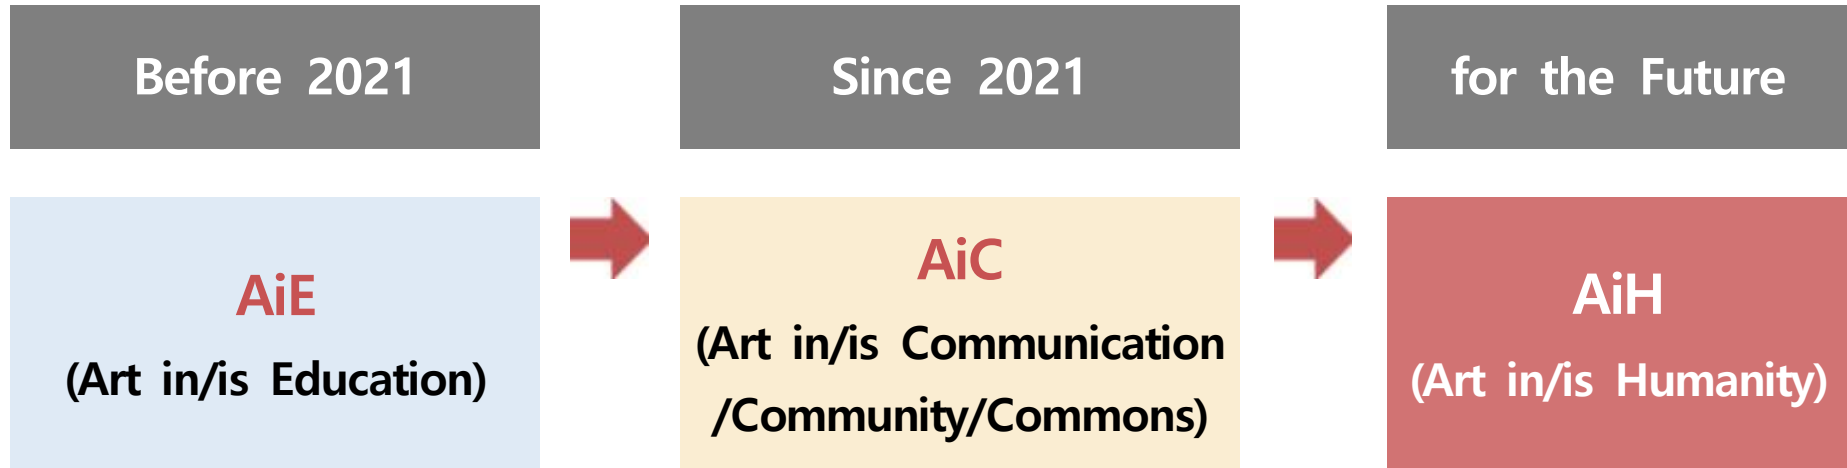 Before 2021
Since 2021
for the Future
AiE
(Art in/is Education)
AiC
(Art in/is Communication
/Community/Commons)
AiH
(Art in/is Humanity)